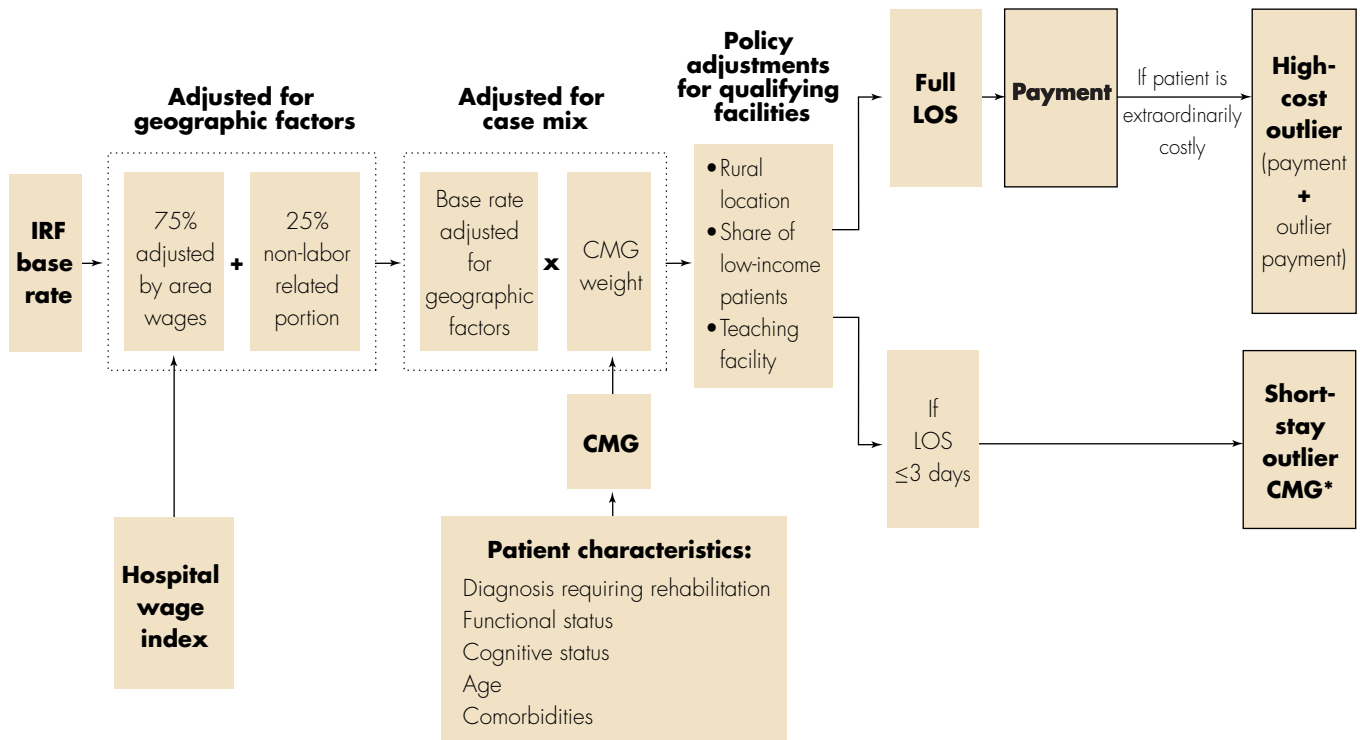 IRF
base
rate
Adjusted for
geographic factors
75%
adjusted
by area
wages
+
25%
non-labor
related
portion
Hospital
wage
index
Adjusted for
case mix
Base rate
adjusted
for
geographic
factors
x
CMG
weight
CMG
Patient characteristics:
Diagnosis requiring rehabilitation
Functional status
Cognitive status
Age
Comorbidities
Policy
adjustments
for qualifying
facilities
• Rural
location
• Share of
low-income
patients
• Teaching
facility
Full
LOS
Payment
If patient is
extraordinarily
costly
High-
cost
outlier
(payment
+
outlier
payment)
If
LOS
≤3 days
Short-
stay
outlier
CMG*